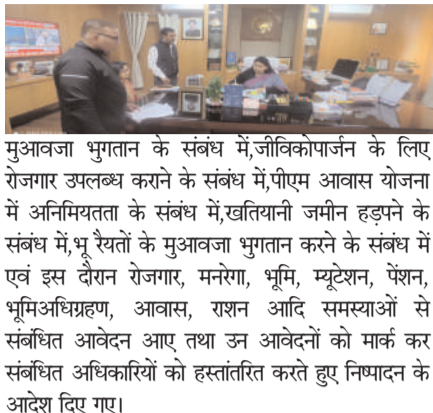 मुआवजा भुगतान के संबंध में,जीविकोपार्जन के लिए
रोजगार उपलब्ध कराने के संबंध में,पीएम आवास योजना
में अनिमियतता के संबंध में,खतियानी जमीन हड़पने के
संबंध में,भू रैयतों के मुआवजा भुगतान करने के संबंध में
एवं इस दौरान रोजगार, मनरेगा, भूमि, म्यूटेशन, पेंशन,
भूमिअधिग्रहण, आवास, राशन आदि समस्याओं से
संबंधित आवेदन आए तथा उन आवेदनों को मार्क कर
संबंधित अधिकारियों को हस्तांतरित करते हुए निष्पादन के
आदेश दिए गए।